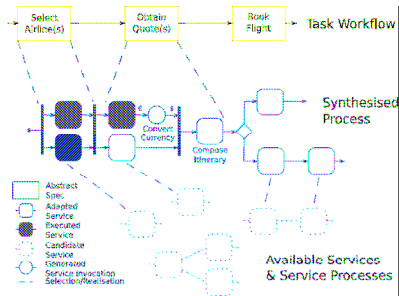 Select
Airline(s)
Obtain
Quote(s)
Book
Flight
Task Workflow
Synthesised
Process
s
€
$
Convert
Currency
Compose
Itinerary
Abstract
Spec
Adapted
Service
Executed
Service
Candidate
Service
Generated
Service Invocation
Selection/Realisation
Available Services
& Service Processes